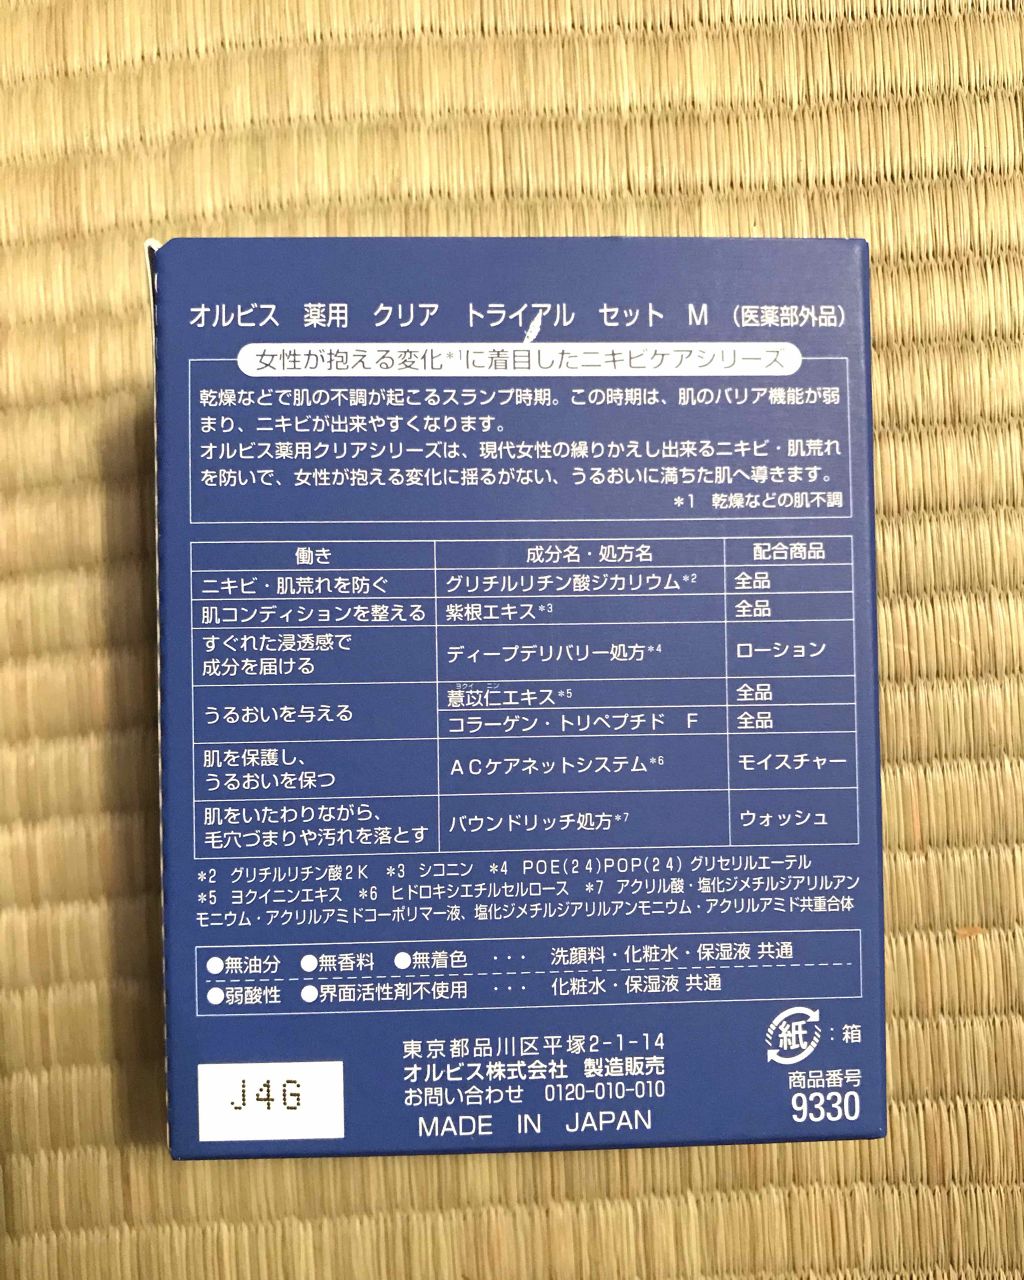 オルビス 薬用 クリア トライアル セット M (医薬部外品)
女性が抱える変化*1に着目したニキビケアシリーズ
乾燥などで肌の不調が起こるスランプ時期。この時期は、肌のバリア機能が弱
まり、ニキビが出来やすくなります。
オルビス薬用クリアシリーズは、現代女性の繰りかえし出来るニキビ・肌荒れ
を防いで、女性が抱える変化に揺るがない、うるおいに満ちた肌へ導きます。
*1 乾燥などの肌不調
働き 成分名・処方名 配合商品
ニキビ・肌荒れを防ぐ グリチルリチン酸ジカリウム*2 全品
肌コンディションを整える 紫根エキス*3 全品
すぐれた浸透感で
成分を届ける ディープデリバリー処方*4 ローション
うるおいを与える
ヨクイ ニン
薏苡仁エキス*5 全品
コラーゲン・トリペプチド F 全品
肌を保護し、
うるおいを保つ ACケアネットシステム*6 モイスチャー
肌をいたわりながら、
毛穴づまりや汚れを落とす バウンドリッチ処方*7 ウォッシュ
*2 グリチルリチン酸2K *3 シコニン *4 POE(24)POP(24) グリセリルエーテル
*5 ヨクイニンエキス *6 ヒドロキシエチルセルロース *7 アクリル酸・塩化ジメチルジアリルアン
モニウム・アクリルアミドコーポリマー液、塩化ジメチルジアリルアンモニウム・アクリルアミド共重合体
●無油分 ●無香料 ●無着色 ・・・ 洗顔料・化粧水・保湿液 共通
●弱酸性 ●界面活性剤不使用 ・・・ 化粧水・保湿液 共通
紙:箱
東京都品川区平塚2-1-14
オルビス株式会社 製造販売
お問い合わせ 0120-010-010
MADE IN JAPAN
商品番号
9330
J4G